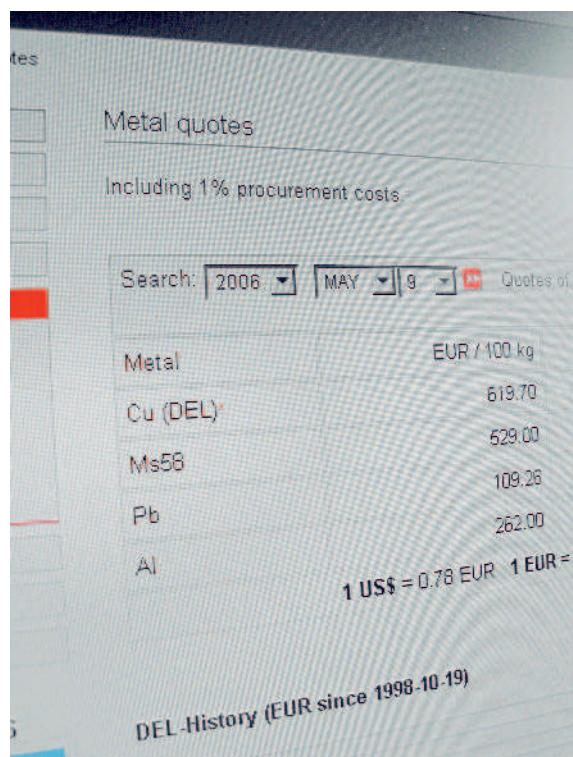 tes
Metal quotes
Including 1% procurement costs.
Search: 2006 MAY 9 Quotes of
Metal EUR / 100 kg
Cu (DEL)* 619.70
Ms58 529.00
Pb 109.26
Al 262.00
1 US$ = 0.78 EUR 1 EUR =
DEL-History (EUR since 1998-10-19)